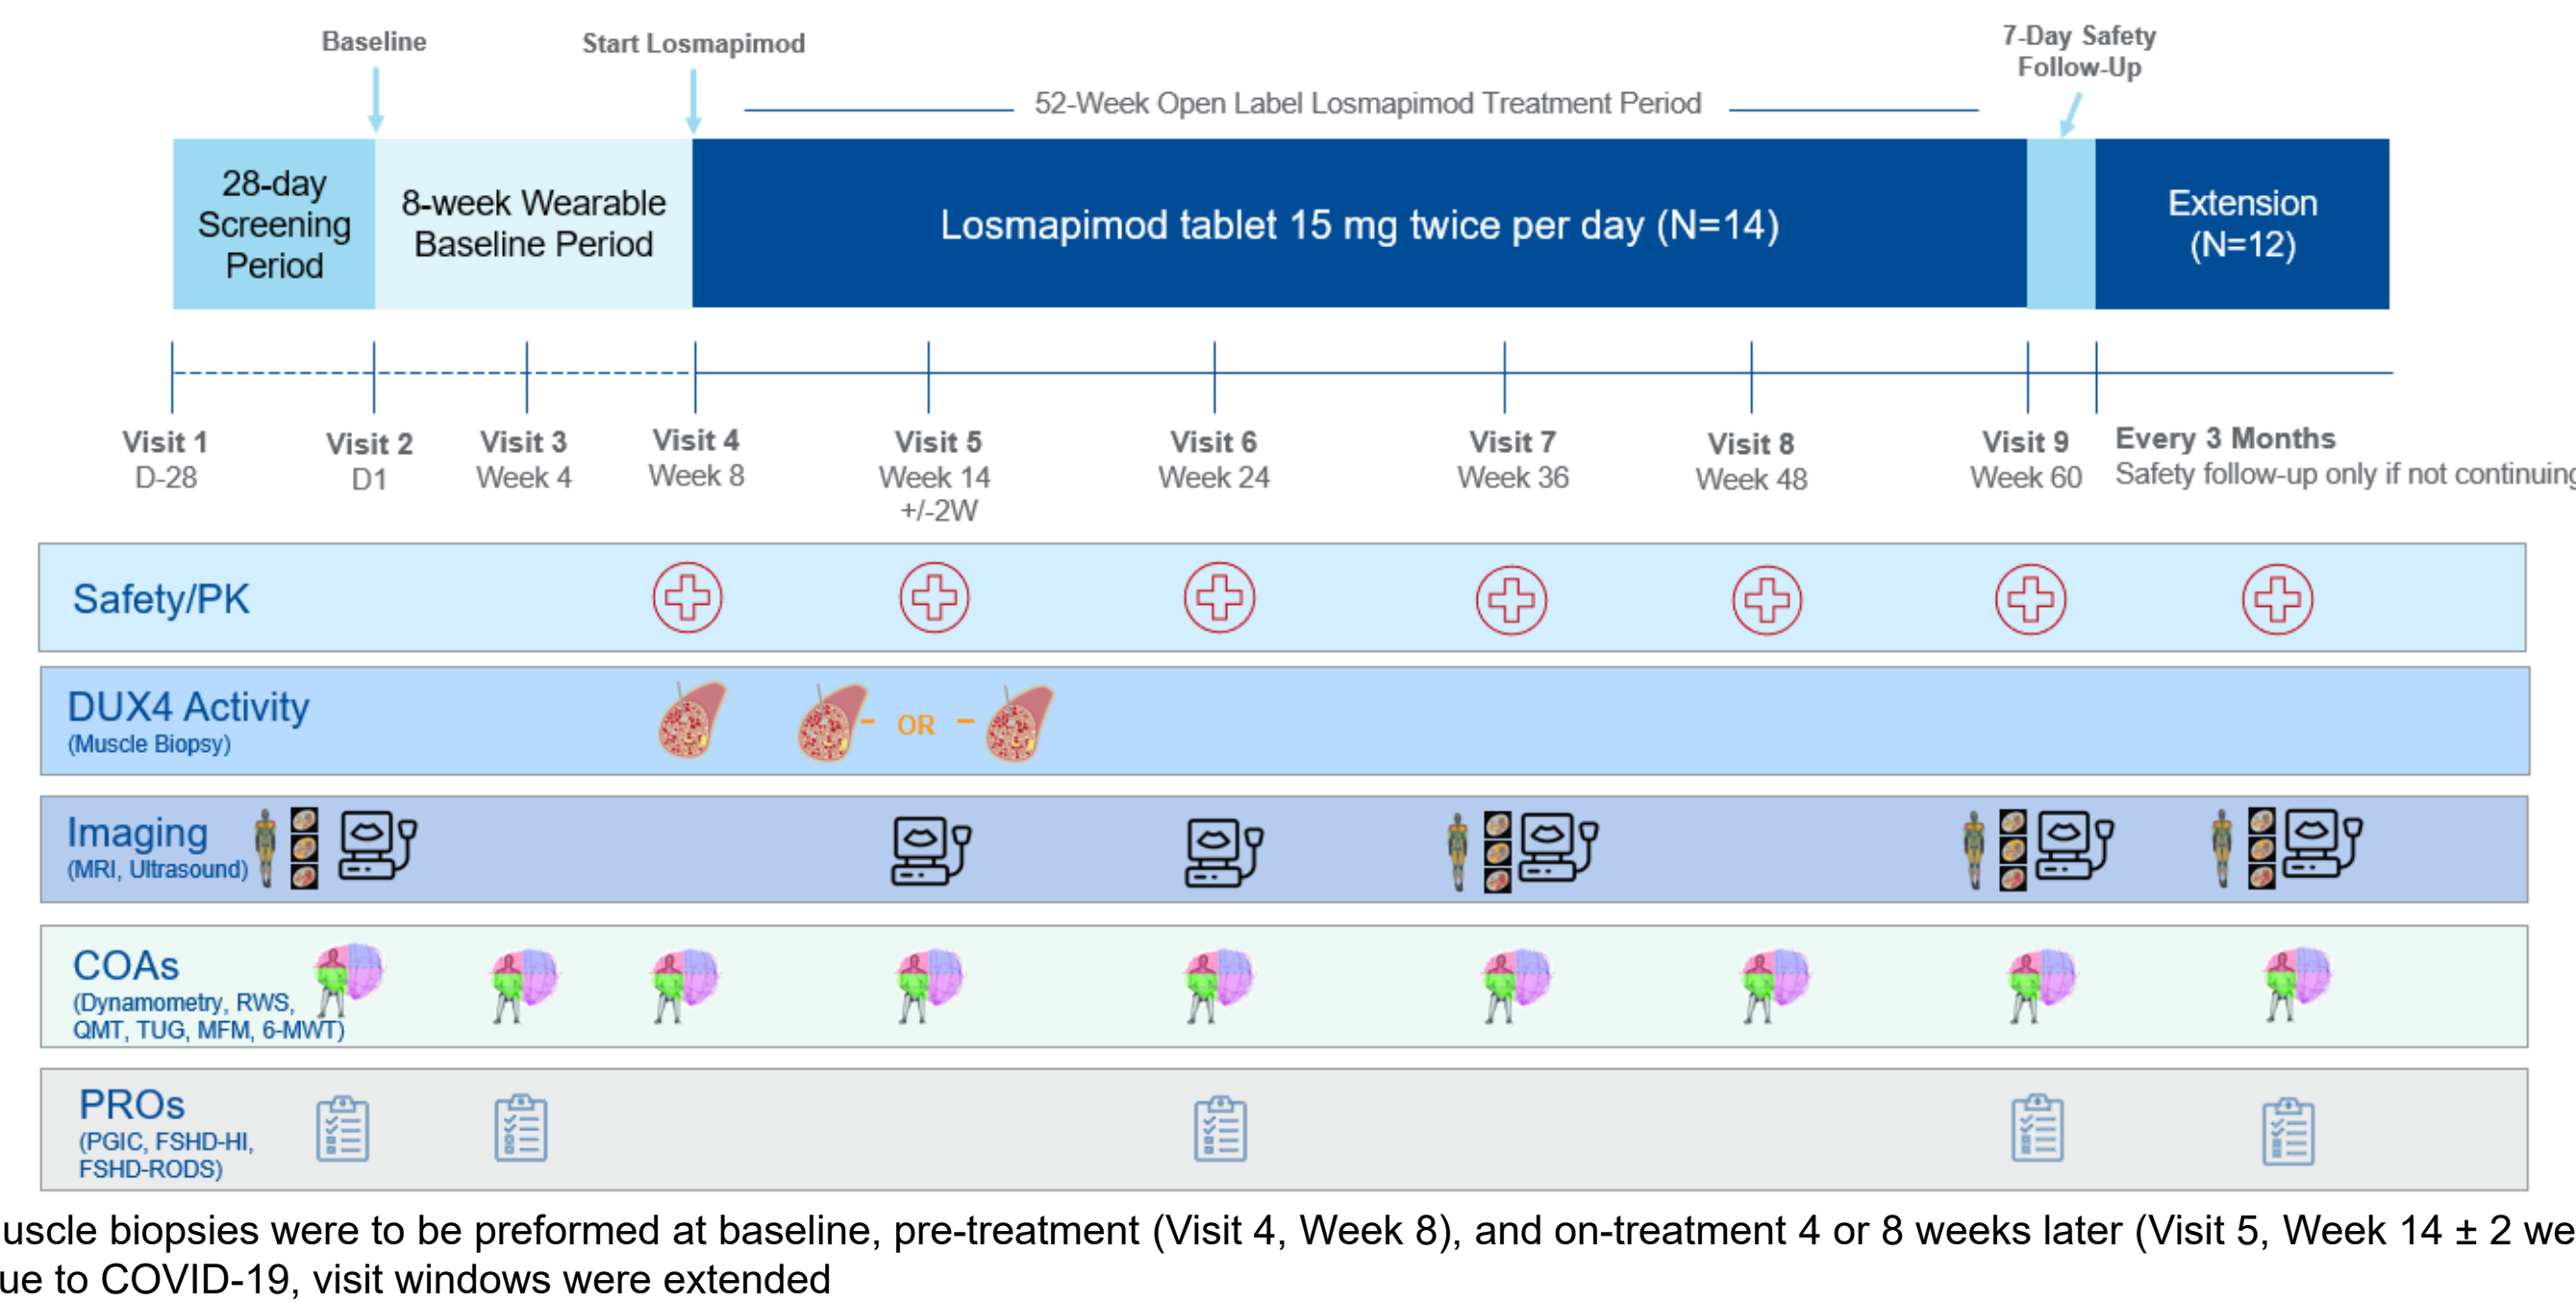 Baseline
Start Losmapimod
7-Day Safety
Follow-Up
52-Week Open Label Losmapimod Treatment Period
28-day
Screening
Period
8-week Wearable
Baseline Period
Losmapimod tablet 15 mg twice per day (N=14)
Extension
(N=12)
Visit 1
D-28
Visit 2
D1
Visit 3
Week 4
Visit 4
Week 8
Visit 5
Week 14
+/-2W
Visit 6
Week 24
Visit 7
Week 36
Visit 8
Week 48
Visit 9
Week 60
Every 3 Months
Safety follow-up only if not continuing
Safety/PK
DUX4 Activity
(Muscle Biopsy)
OR
Imaging
(MRI, Ultrasound)
COAs
(Dynamometry, RWS,
QMT, TUG, MFM, 6-MWT)
PROs
(PGIC, FSHD-HI,
FSHD-RODS)
uscle biopsies were to be preformed at baseline, pre-treatment (Visit 4, Week 8), and on-treatment 4 or 8 weeks later (Visit 5, Week 14 ± 2 we
ue to COVID-19, visit windows were extended